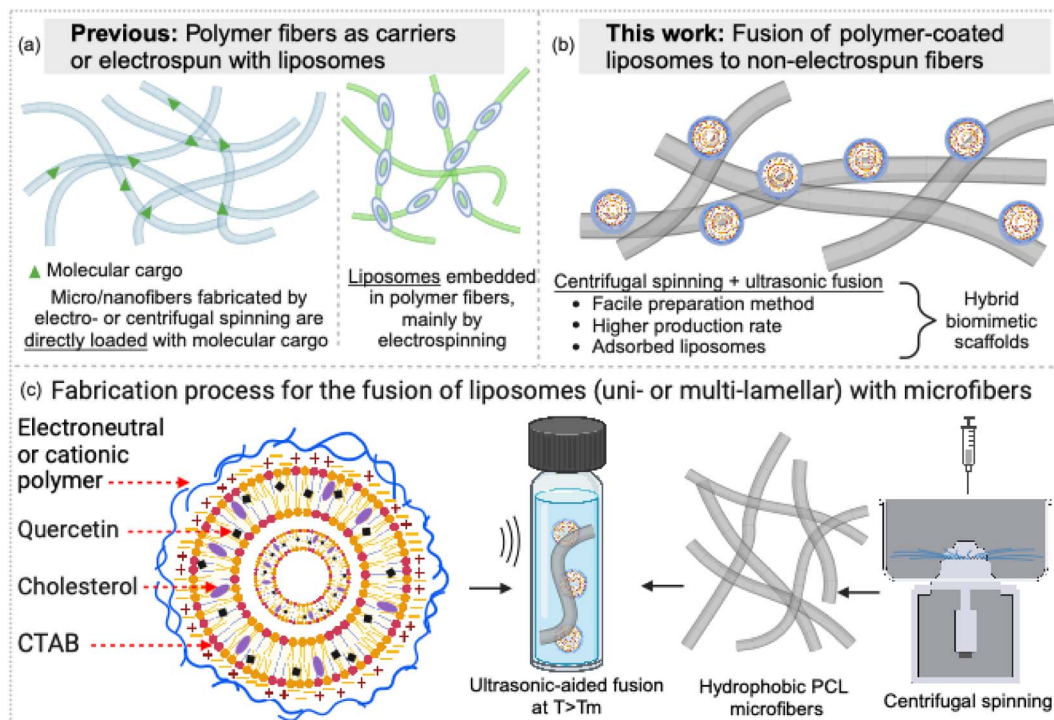 (a)
Previous: Polymer fibers as carriers
or electrospun with liposomes
Molecular cargo
Micro/nanofibers fabricated by
electro- or centrifugal spinning are
directly loaded with molecular cargo
Liposomes embedded
in polymer fibers,
mainly by
electrospinning
(b)
This work: Fusion of polymer-coated
liposomes to non-electrospun fibers
Centrifugal spinning + ultrasonic fusion
• Facile preparation method
• Higher production rate
• Adsorbed liposomes
Hybrid
biomimetic
scaffolds
(c) Fabrication process for the fusion of liposomes (uni- or multi-lamellar) with microfibers
Electroneutral
or cationic
polymer
Quercetin
Cholesterol
CTAB
Ultrasonic-aided fusion
at T>Tm
Hydrophobic PCL
microfibers
Centrifugal spinning